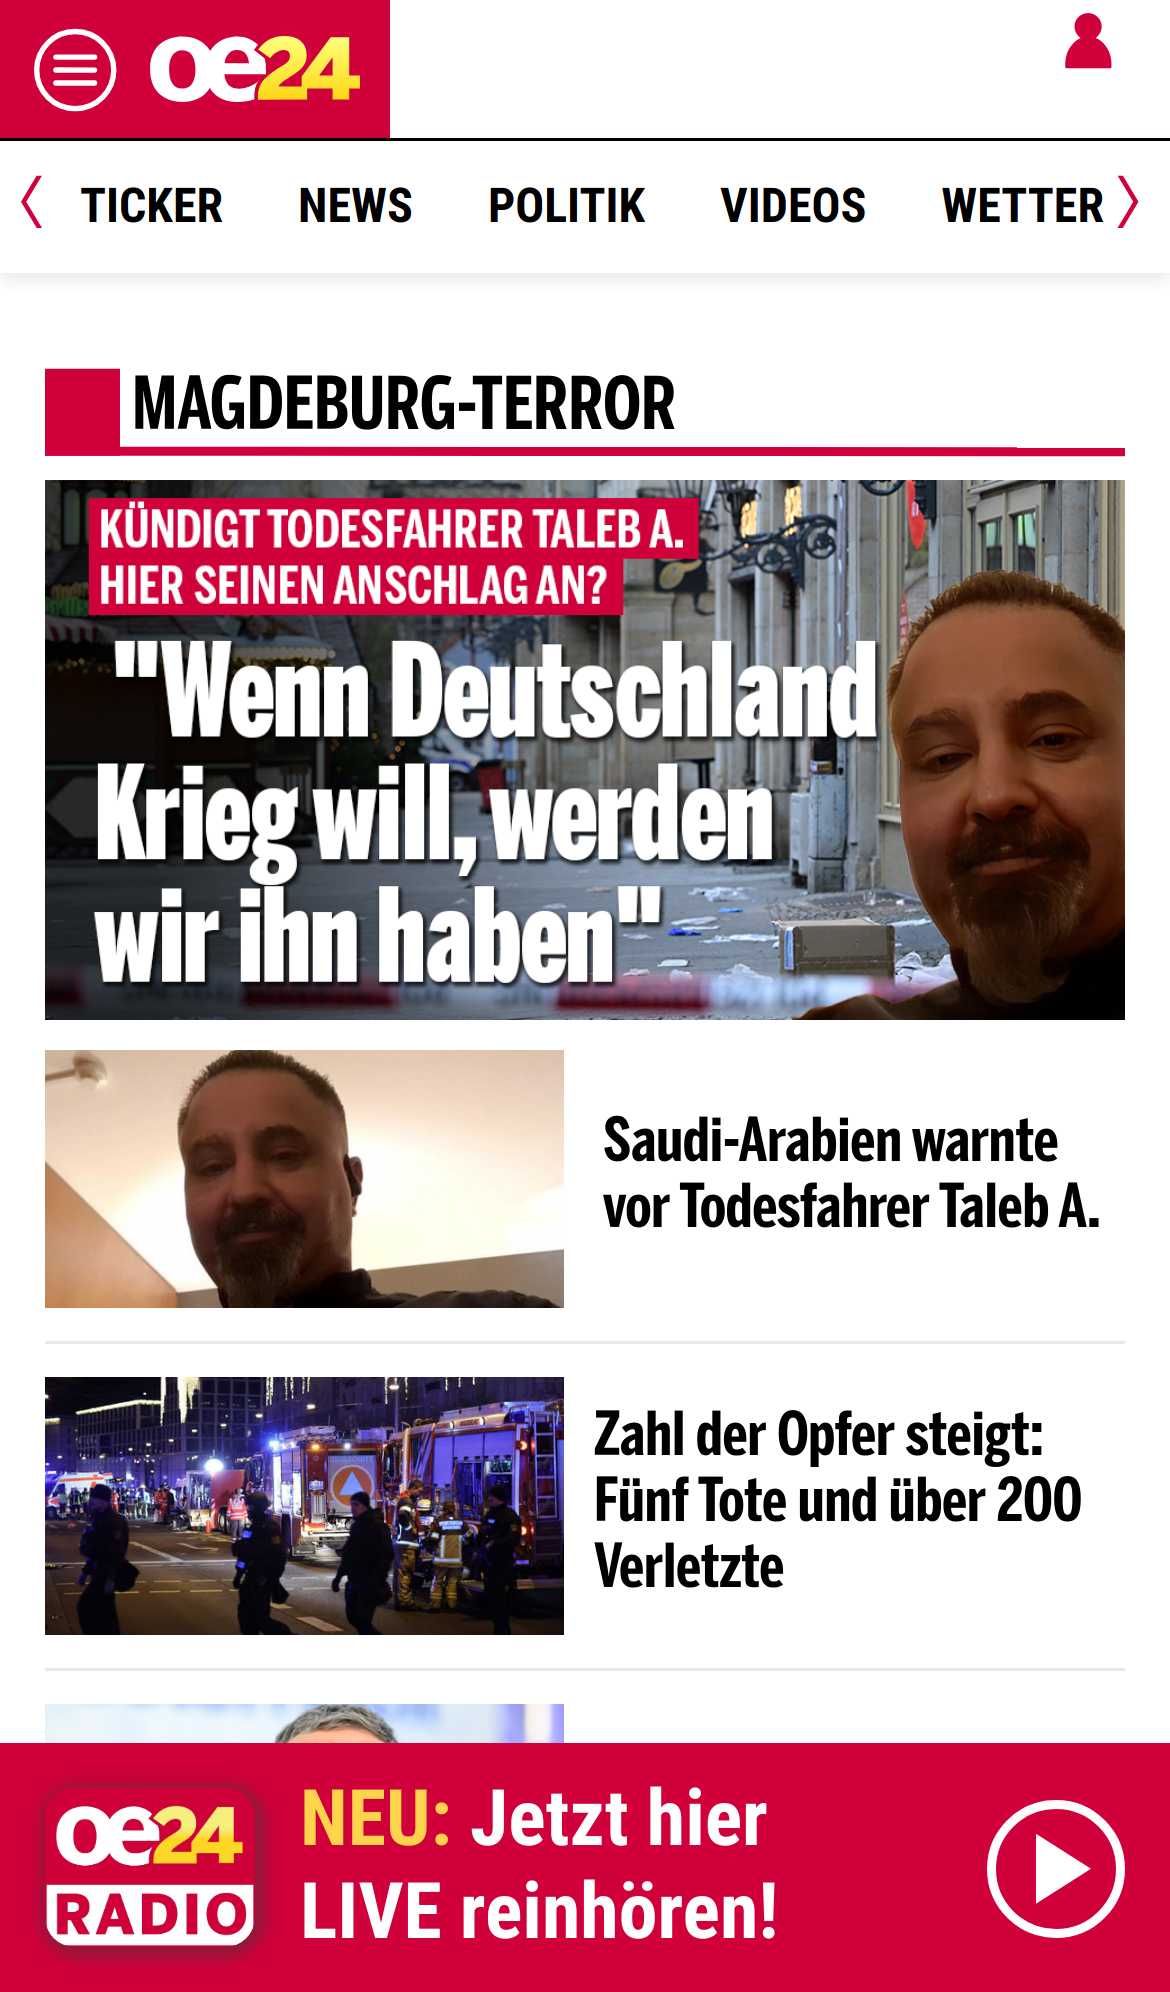 oe24
TICKER NEWS POLITIK VIDEOS WETTER
MAGDEBURG-TERROR
KÜNDIGT TODESFAHRER TALEB A.
HIER SEINEN ANSCHLAG AN?
"Wenn Deutschland
Krieg will, werden
wir ihn haben"
Saudi-Arabien warnte
vor Todesfahrer Taleb A.
Zahl der Opfer steigt:
Fünf Tote und über 200
Verletzte
oe24
RADIO
NEU: Jetzt hier
LIVE reinhören!